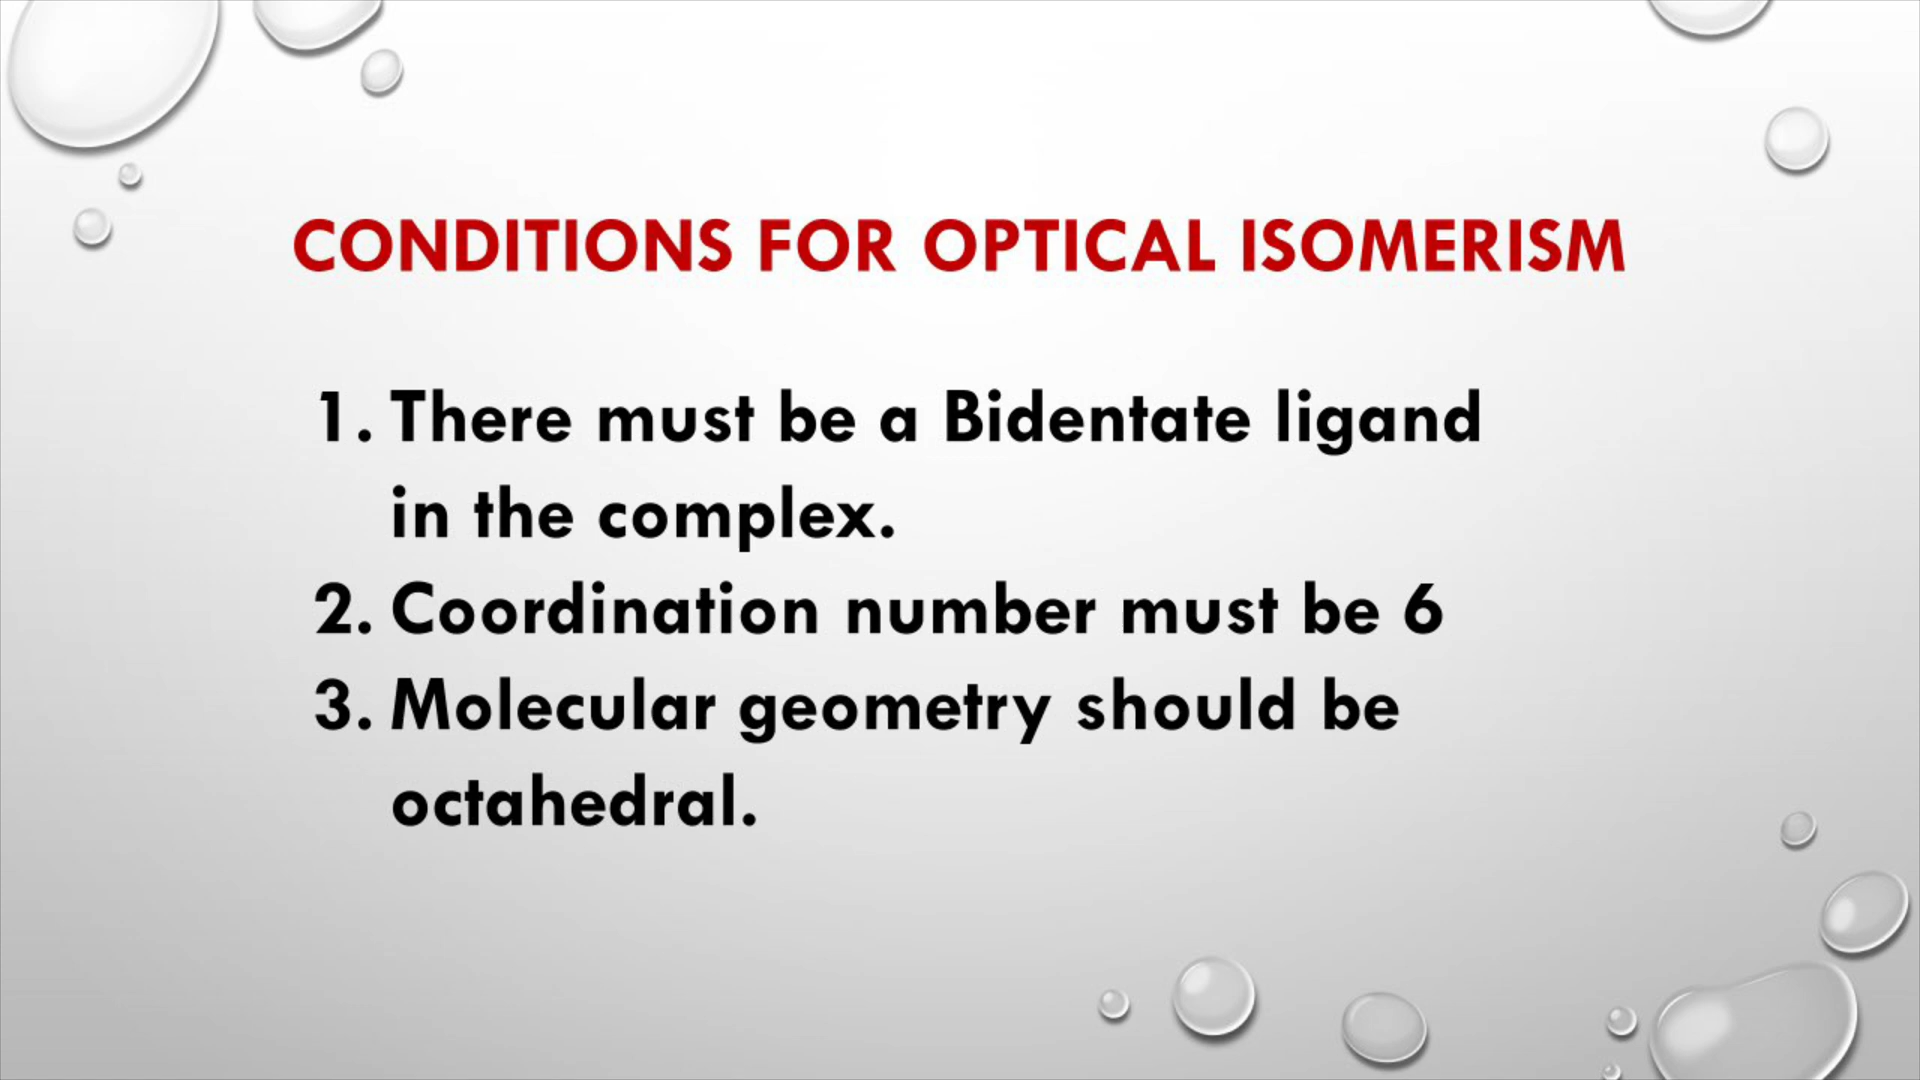 CONDITIONS FOR OPTICAL ISOMERISM
1. There must be a Bidentate ligand
in the complex.
2. Coordination number must be 6
3. Molecular geometry should be
octahedral.